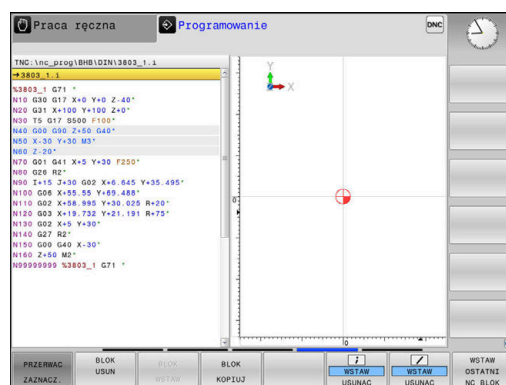 Praca ręczna
Programowanie
DNC
TNC:\nc_prog\BHB\DIN\3803_1.i
→3803_1.i
%3803_1 G71 *
N10 G30 G17 X+0 Y+0 Z-40*
N20 G31 X+100 Y+100 Z+0*
N30 T5 G17 S500 F100*
N40 G00 G90 Z+50 G40*
N50 X-30 Y+30 M3*
N60 Z-20*
N70 G01 G41 X+5 Y+30 F250*
N80 G26 R2*
N90 I+15 J+30 G02 X+6.645 Y+35.495*
N100 G06 X+55.55 Y+69.488*
N110 G02 X+58.995 Y+30.025 R+20*
N120 G03 X+19.732 Y+21.191 R+75*
N130 G02 X+5 Y+30*
N140 G27 R2*
N150 G00 G40 X-30*
N160 Z+50 M2*
N99999999 %3803_1 G71 *
Y
X
0
0
PRZERWAC
ZAZNACZ.
BLOK
USUN
BLOK
WSTAW
BLOK
KOPIUJ
WSTAW
USUNAC
WSTAW
USUNAC
WSTAW
OSTATNI
NC BLOK